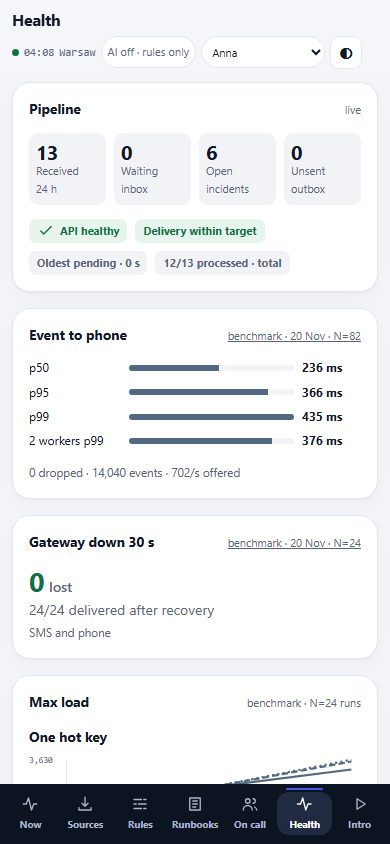 Health
04:08 Warsaw AI off · rules only Anna
Pipeline live
13 0 6 0
Received Waiting Open Unsent
24 h inbox incidents outbox
API healthy Delivery within target
Oldest pending · 0 s 12/13 processed · total
Event to phone benchmark · 20 Nov · N=82
p50 236 ms
p95 366 ms
p99 435 ms
2 workers p99 376 ms
0 dropped · 14,040 events · 702/s offered
Gateway down 30 s benchmark · 20 Nov · N=24
0 lost
24/24 delivered after recovery
SMS and phone
Max load benchmark · N=24 runs
One hot key
3,630
Now Sources Rules Runbooks On call Health Intro